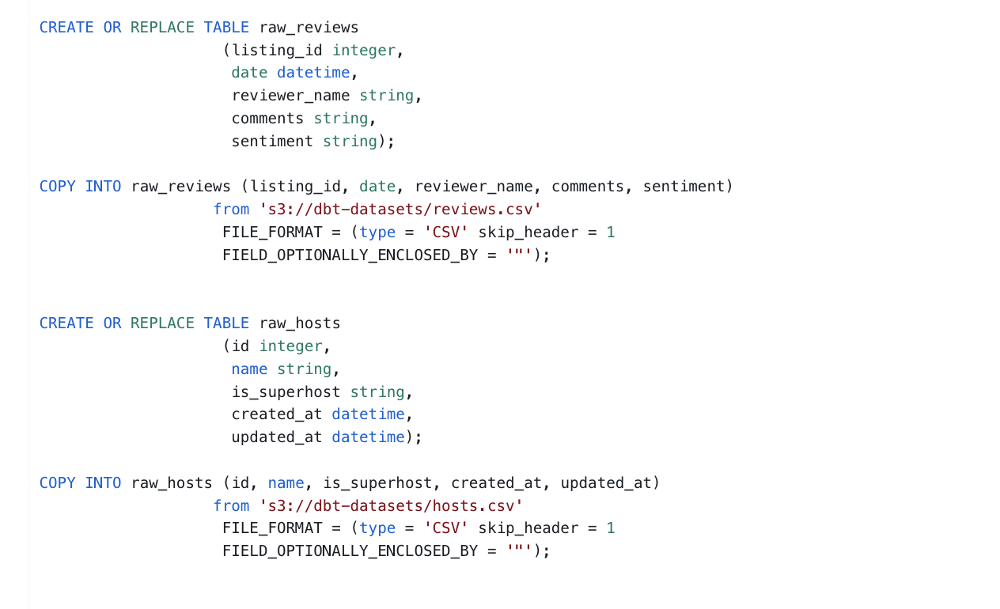 CREATE OR REPLACE TABLE raw_reviews
(listing_id integer,
date datetime,
reviewer_name string,
comments string,
sentiment string);
COPY INTO raw_reviews (listing_id, date, reviewer_name, comments, sentiment)
from 's3://dbt-datasets/reviews.csv'
FILE_FORMAT = (type = 'CSV' skip_header = 1
FIELD_OPTIONALLY_ENCLOSED_BY = '"');
CREATE OR REPLACE TABLE raw_hosts
(id integer,
name string,
is_superhost string,
created_at datetime,
updated_at datetime);
COPY INTO raw_hosts (id, name, is_superhost, created_at, updated_at)
from 's3://dbt-datasets/hosts.csv'
FILE_FORMAT = (type = 'CSV' skip_header = 1
FIELD_OPTIONALLY_ENCLOSED_BY = '"');